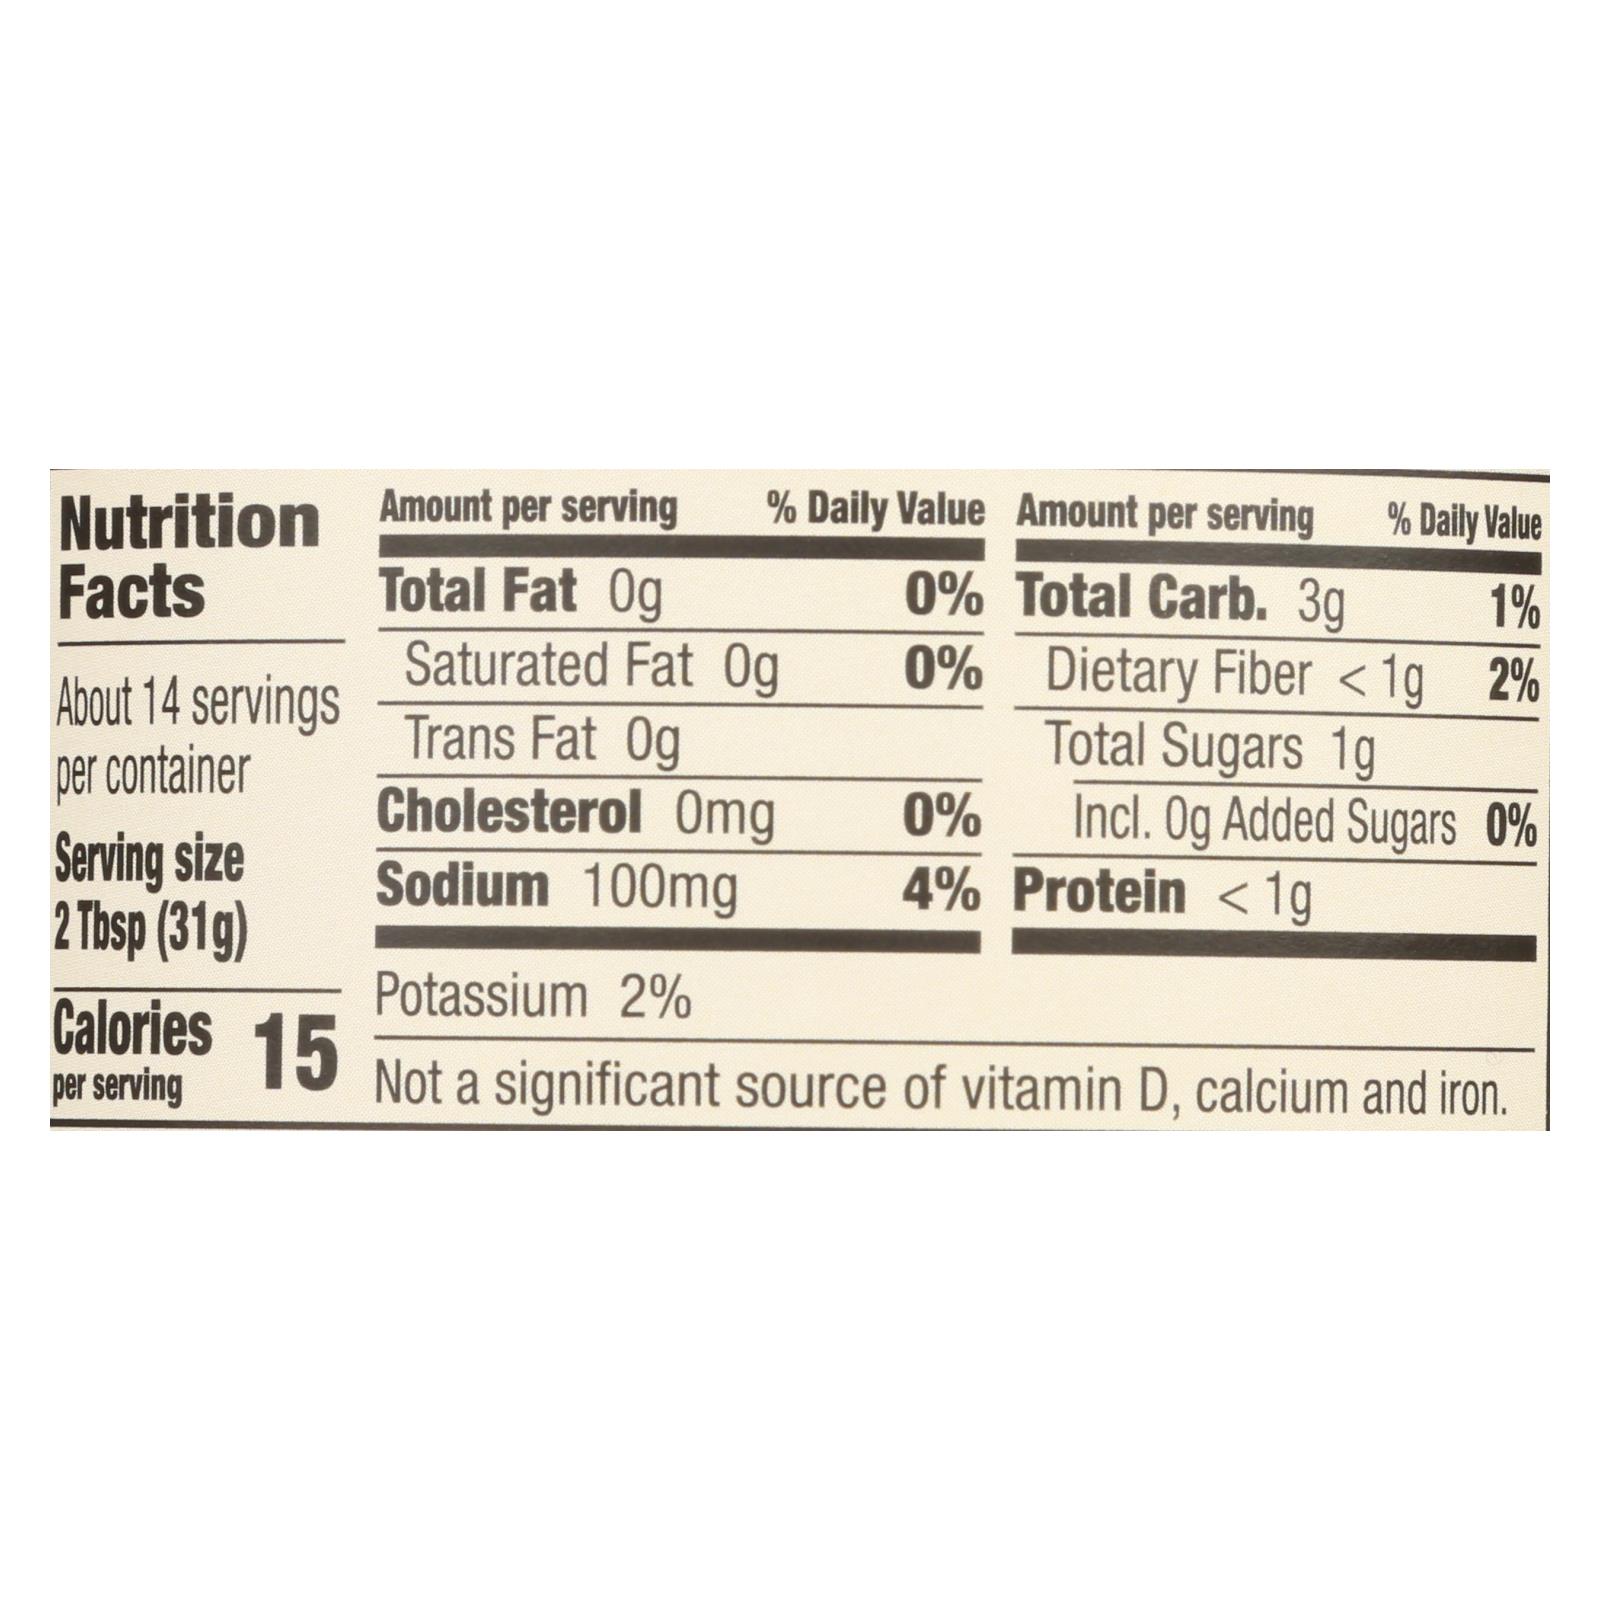 Nutrition
Facts
About 14 servings
per container
Serving size
2 Tbsp (31g)
Calories 15
per serving
Amount per serving % Daily Value
Total Fat 0g 0%
Saturated Fat 0g 0%
Trans Fat 0g
Cholesterol 0mg 0%
Sodium 100mg 4%
Amount per serving % Daily Value
Total Carb. 3g 1%
Dietary Fiber < 1g 2%
Total Sugars 1g
Incl. 0g Added Sugars 0%
Protein < 1g
Potassium 2%
Not a significant source of vitamin D, calcium and iron.